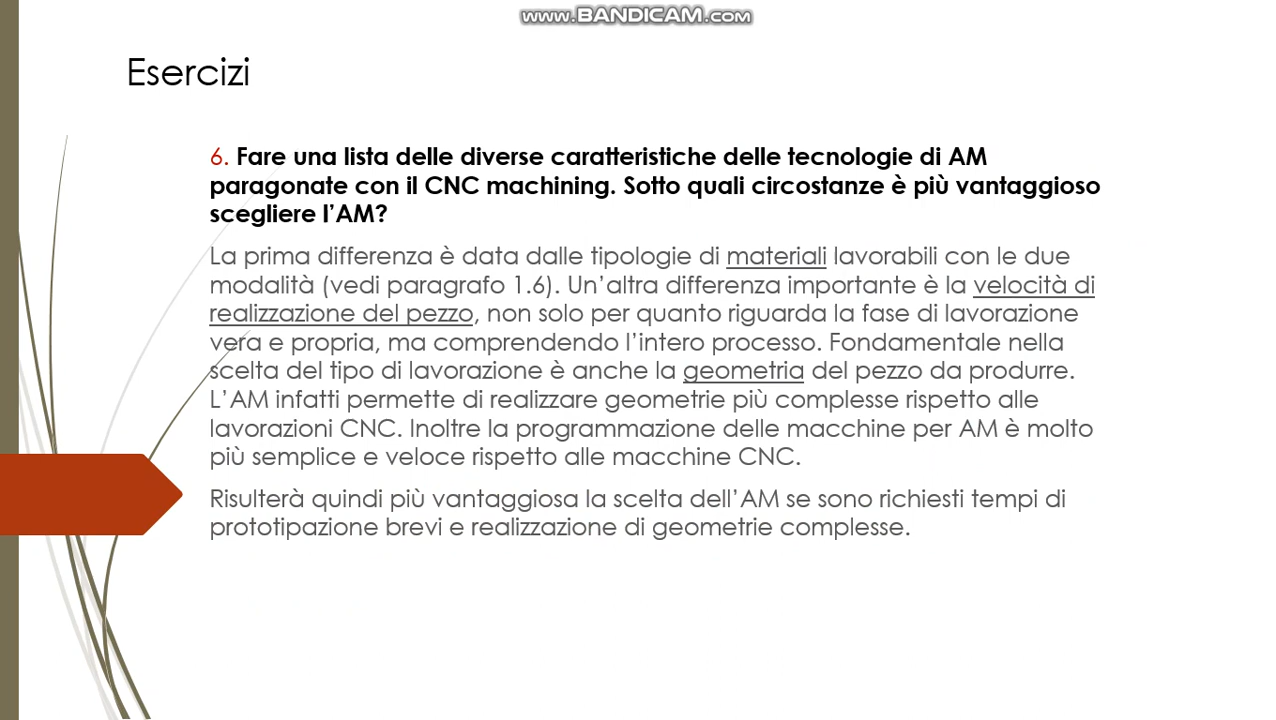 www.BANDICAM.com
Esercizi
6. Fare una lista delle diverse caratteristiche delle tecnologie di AM
paragonate con il CNC machining. Sotto quali circostanze è più vantaggioso
scegliere l’AM?
La prima differenza è data dalle tipologie di materiali lavorabili con le due
modalità (vedi paragrafo 1.6). Un’altra differenza importante è la velocità di
realizzazione del pezzo, non solo per quanto riguarda la fase di lavorazione
vera e propria, ma comprendendo l’intero processo. Fondamentale nella
scelta del tipo di lavorazione è anche la geometria del pezzo da produrre.
L’AM infatti permette di realizzare geometrie più complesse rispetto alle
lavorazioni CNC. Inoltre la programmazione delle macchine per AM è molto
più semplice e veloce rispetto alle macchine CNC.
Risulterà quindi più vantaggiosa la scelta dell’AM se sono richiesti tempi di
prototipazione brevi e realizzazione di geometrie complesse.